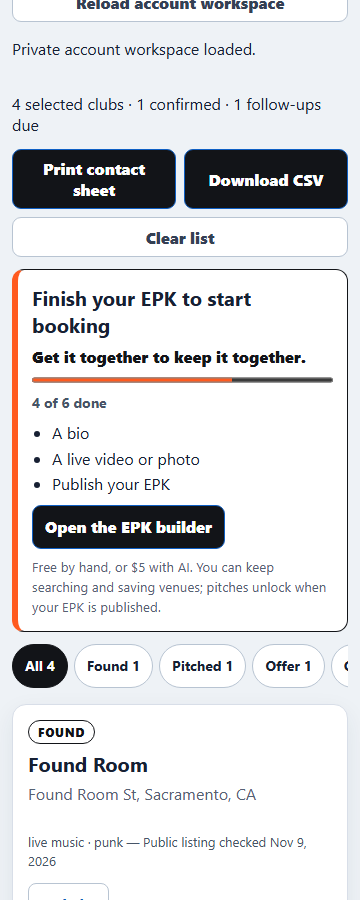 Reload account workspace
Private account workspace loaded.
4 selected clubs · 1 confirmed · 1 follow-ups
due
Print contact
sheet
Download CSV
Clear list
Finish your EPK to start
booking
Get it together to keep it together.
4 of 6 done
• A bio
• A live video or photo
• Publish your EPK
Open the EPK builder
Free by hand, or $5 with AI. You can keep
searching and saving venues; pitches unlock when
your EPK is published.
All 4
Found 1
Pitched 1
Offer 1
FOUND
Found Room
Found Room St, Sacramento, CA
live music · punk — Public listing checked Nov 9,
2026